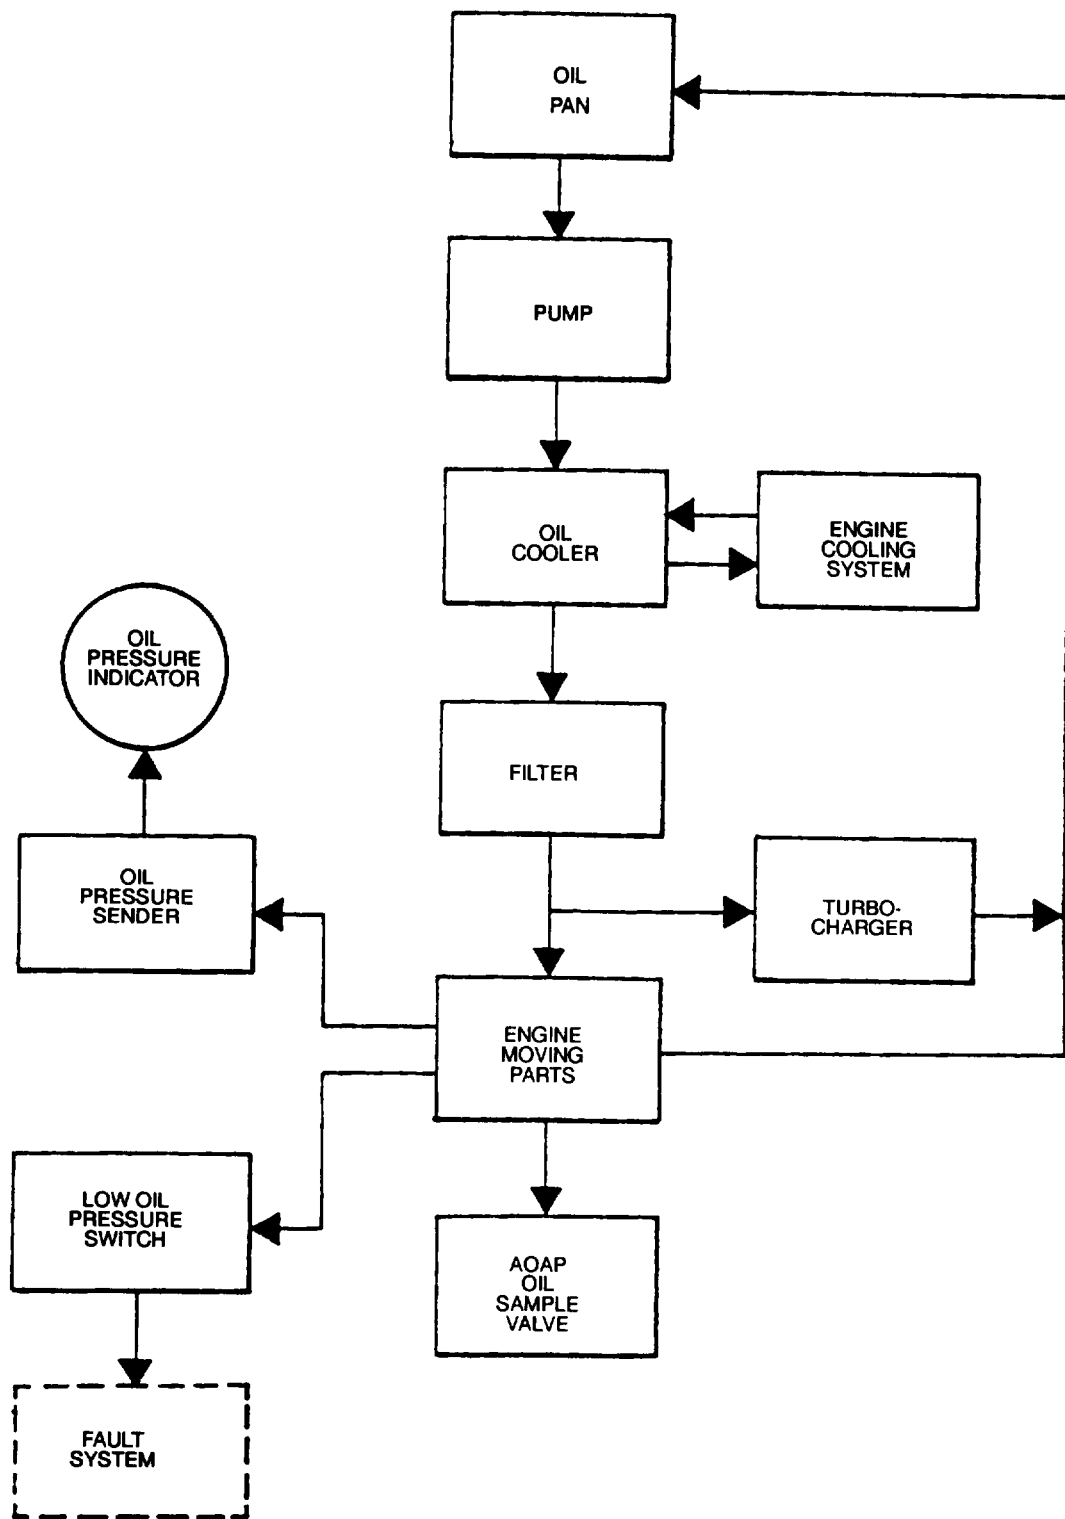 OIL
PAN
PUMP
OIL
COOLER
ENGINE
COOLING
SYSTEM
OIL
PRESSURE
INDICATOR
FILTER
OIL
PRESSURE
SENDER
TURBO-
CHARGER
ENGINE
MOVING
PARTS
LOW OIL
PRESSURE
SWITCH
AOAP
OIL
SAMPLE
VALVE
FAULT
SYSTEM